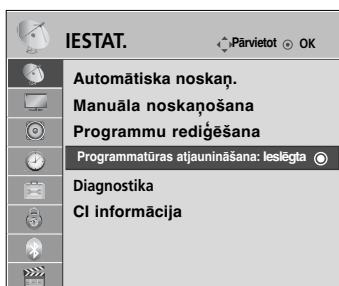 IESTAT. Pārvietot OK
Automātiska noskaņ.
Manuāla noskaņošana
Programmu rediģēšana
Programmatūras atjaunināšana: Ieslēgta
Diagnostika
CI informācija